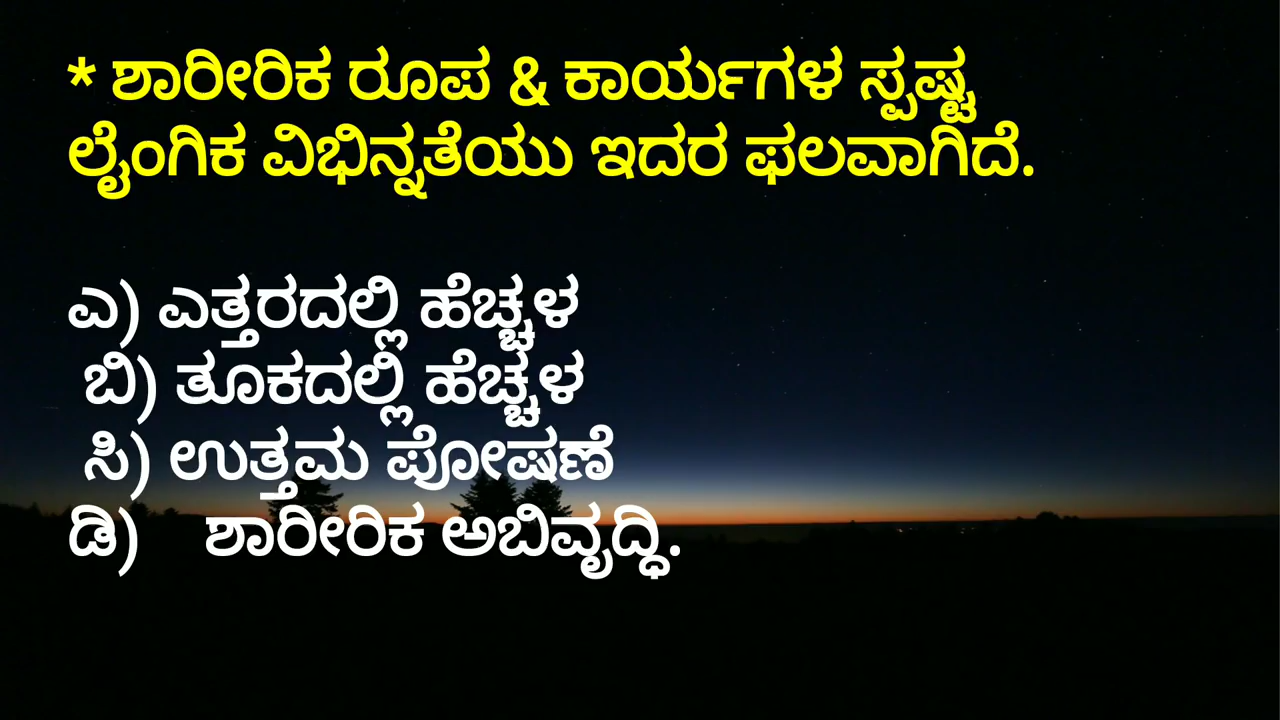 * ಶಾರೀರಿಕ ರೂಪ & ಕಾರ್ಯಗಳ ಸ್ಪಷ್ಟ
ಲೈಂಗಿಕ ವಿಭಿನ್ನತೆಯು ಇದರ ಫಲವಾಗಿದೆ.
ಎ) ಎತ್ತರದಲ್ಲಿ ಹೆಚ್ಚಳ
ಬಿ) ತೂಕದಲ್ಲಿ ಹೆಚ್ಚಳ
ಸಿ) ಉತ್ತಮ ಪೋಷಣೆ
ಡಿ) ಶಾರೀರಿಕ ಅಬಿವೃದ್ಧಿ.